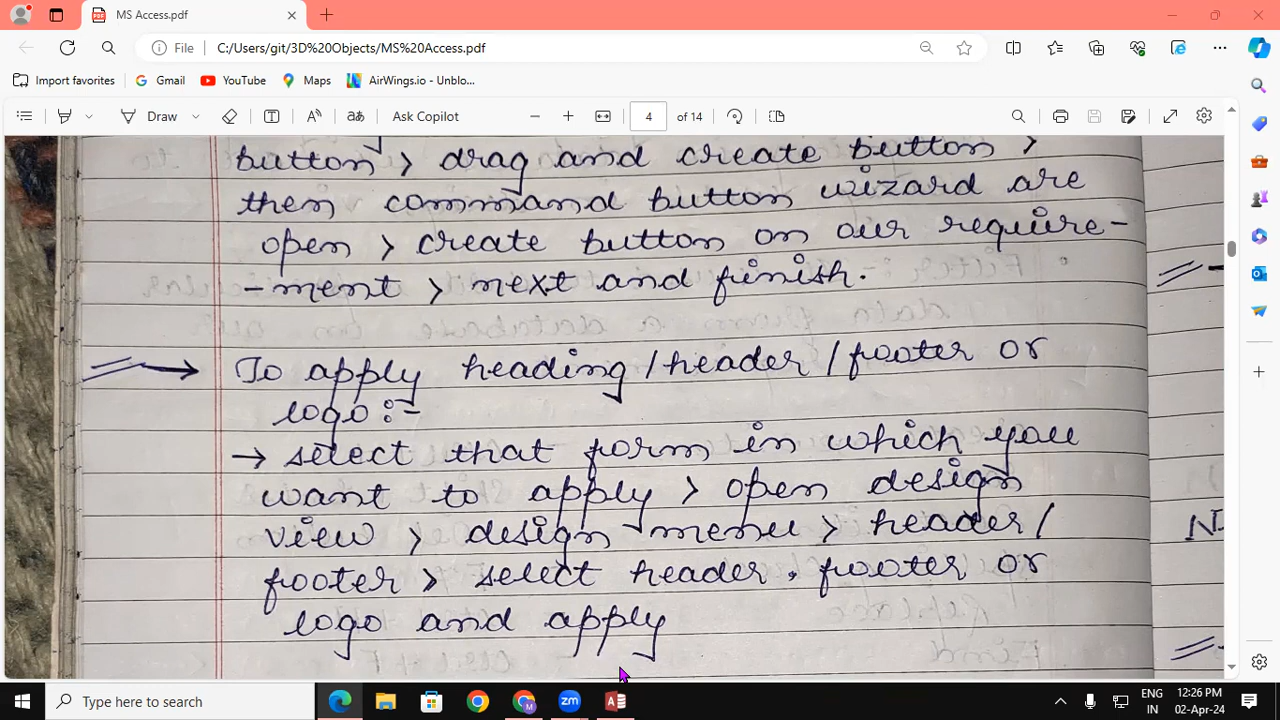 MS Access.pdf
File C:/Users/git/3D%20Objects/MS%20Access.pdf
Import favorites Gmail YouTube Maps AirWings.io - Unblo...
Draw aあ Ask Copilot 4 of 14
button > drag and create button >
then command button wizard are
open > create button on our require-
-ment > next and finish.
To apply heading/header/footer or
logo :-
→ select that form in which you
want to apply > open design
view > design menu > header/
footer > select header . footer or
logo and apply
N-
Type here to search
ENG
IN
12:26 PM
02-Apr-24